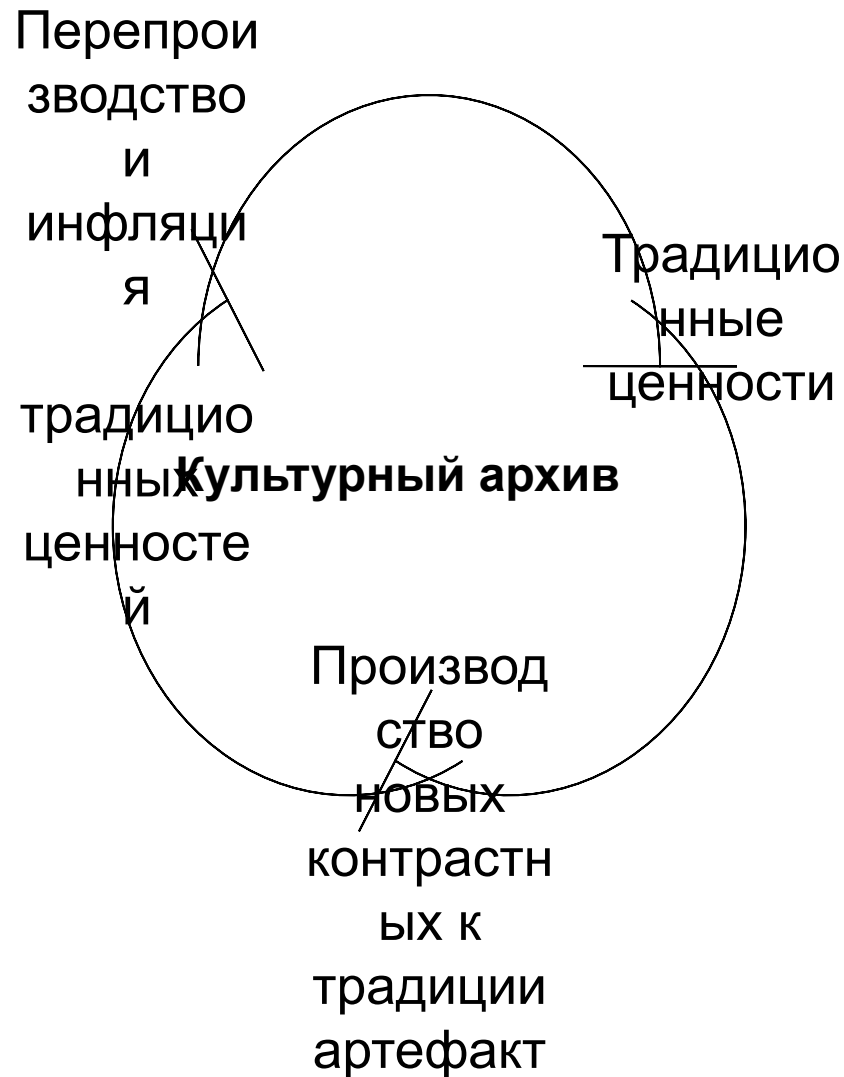 Перепрои
зводство
и
инфляци
я
традицио
нных
ценносте
й
Традицио
нные
ценности
Культурный архив
Производ
ство
новых
контрастн
ых к
традиции
артефакт